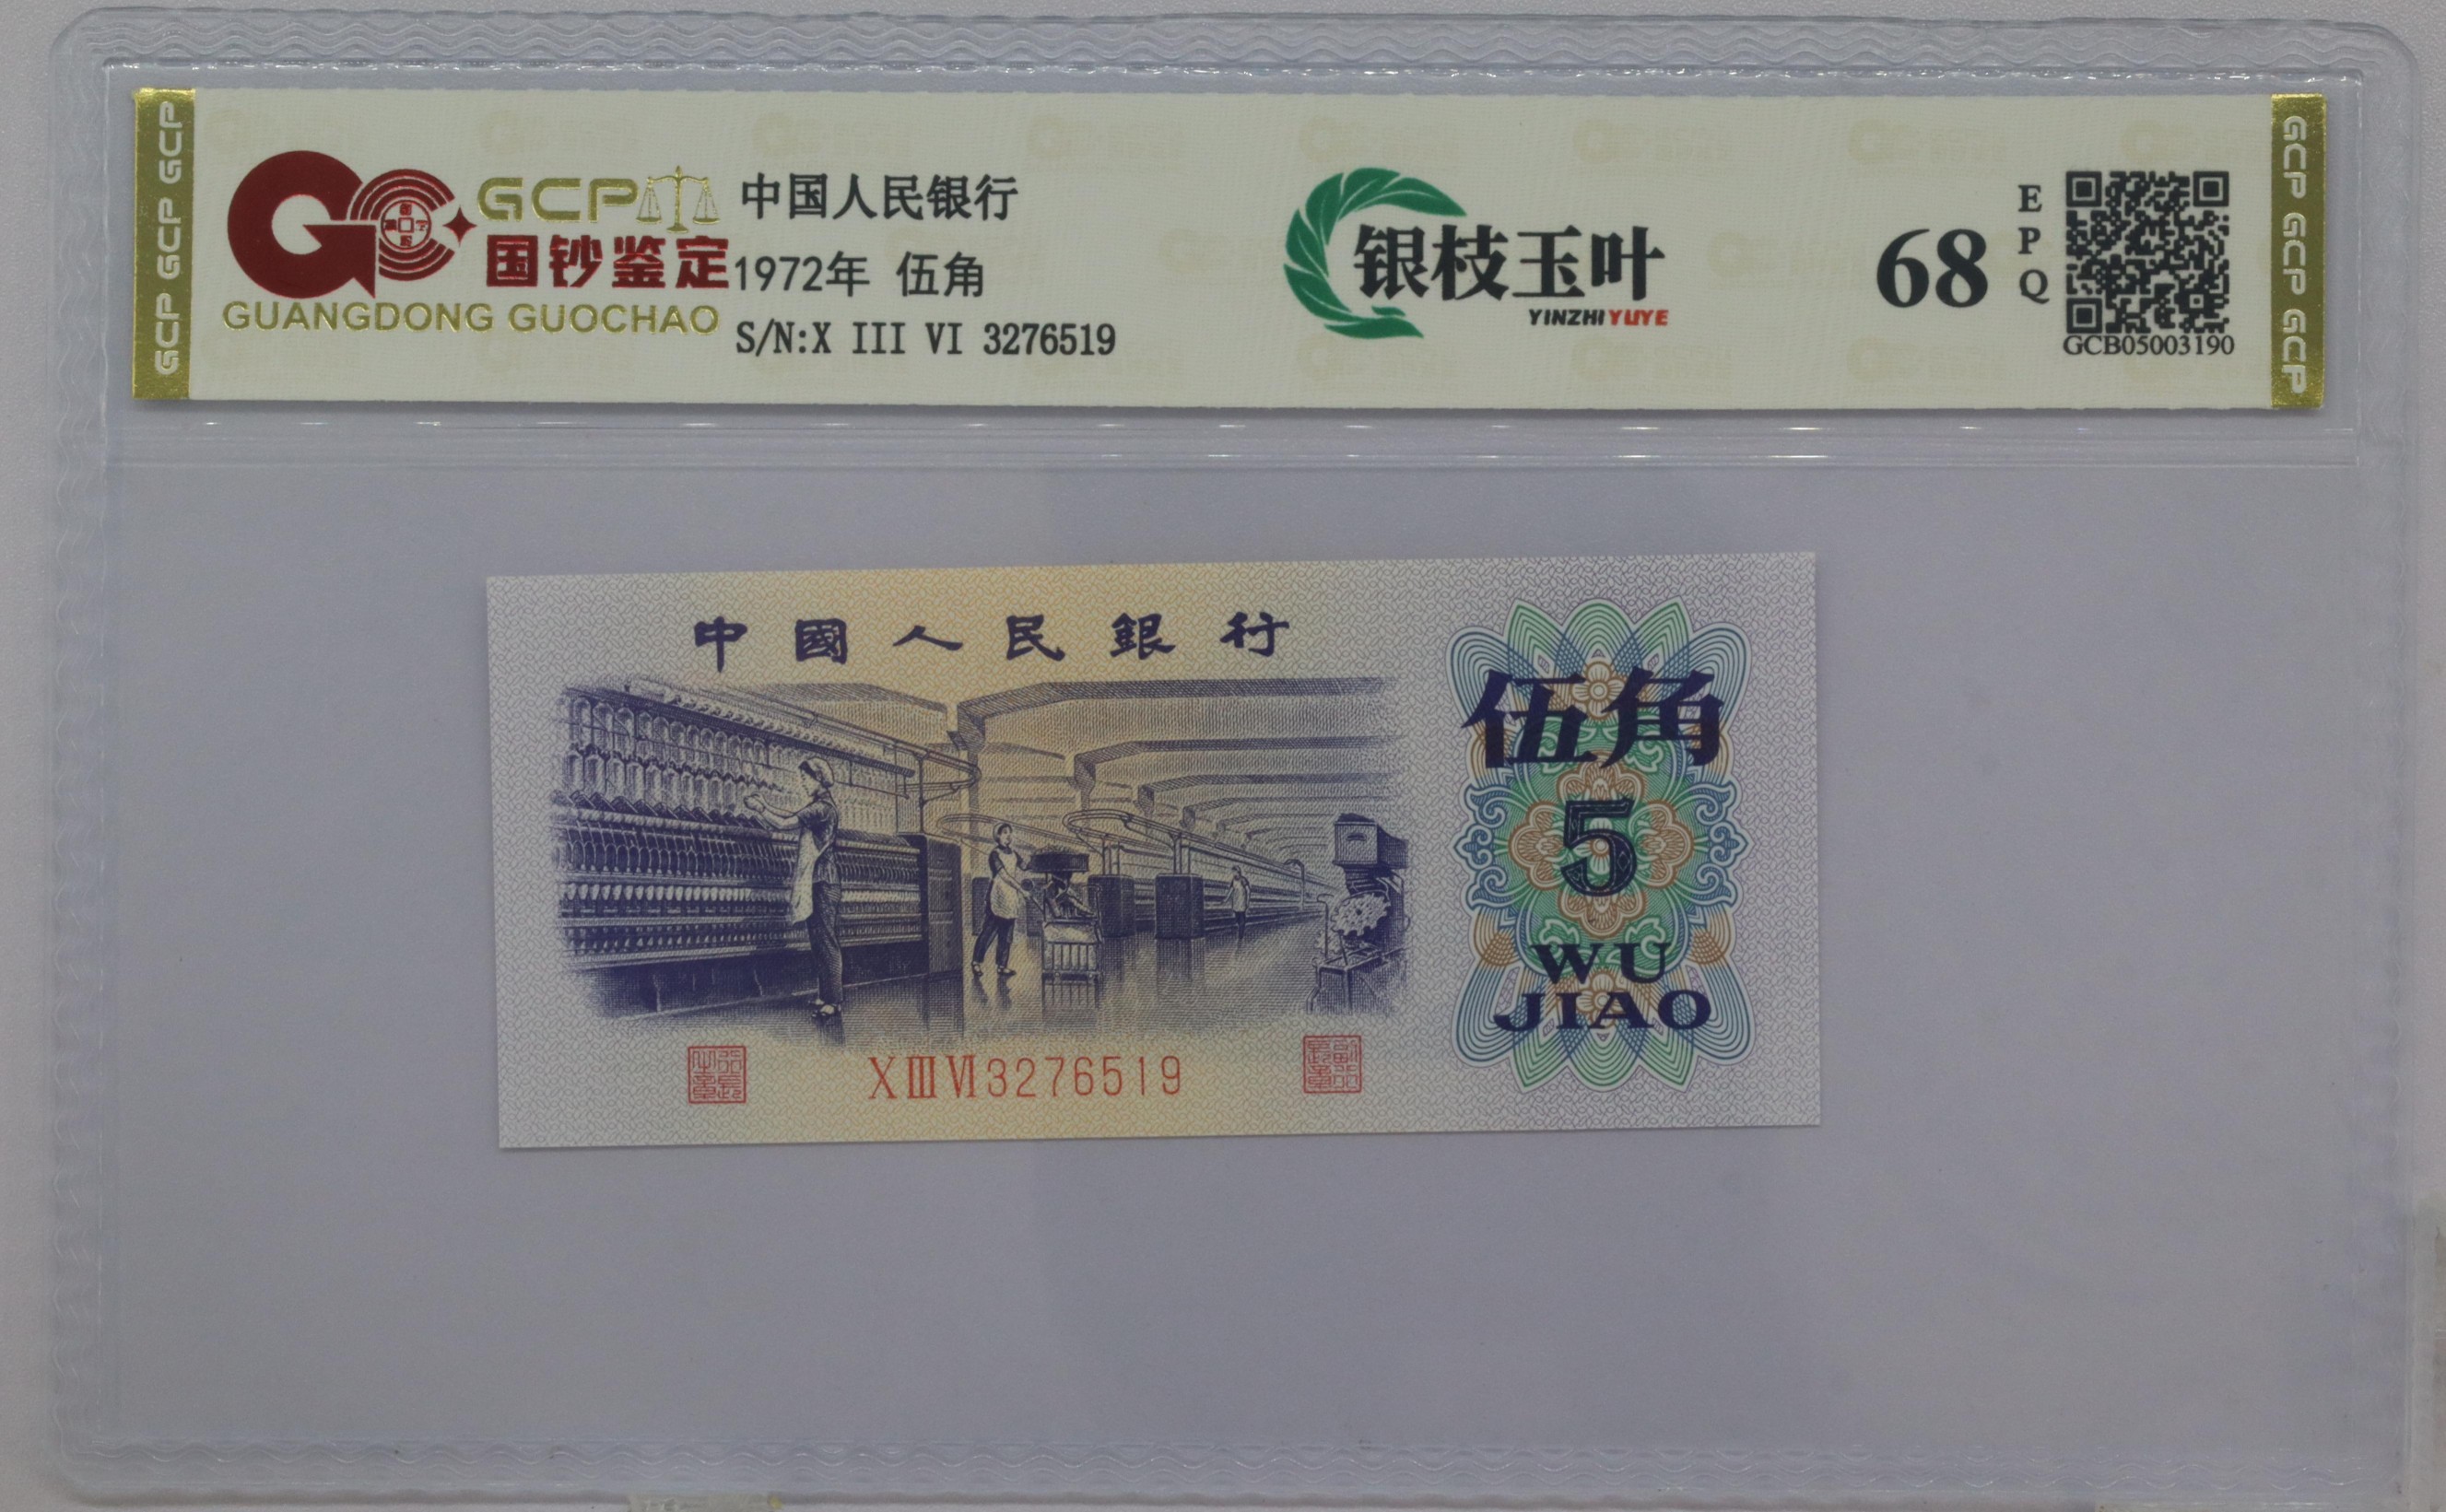 GCP GCP GCP
GCP
国钞鉴定
GUANGDONG GUOCHAO
中国人民银行
1972年 伍角
S/N:X III VI 3276519
银枝玉叶
YINZHI YUYE
68
E
P
Q
GCB05003190
GCP GCP GCP
中國人民銀行
伍角
5
WU
JIAO
X III VI 3276519